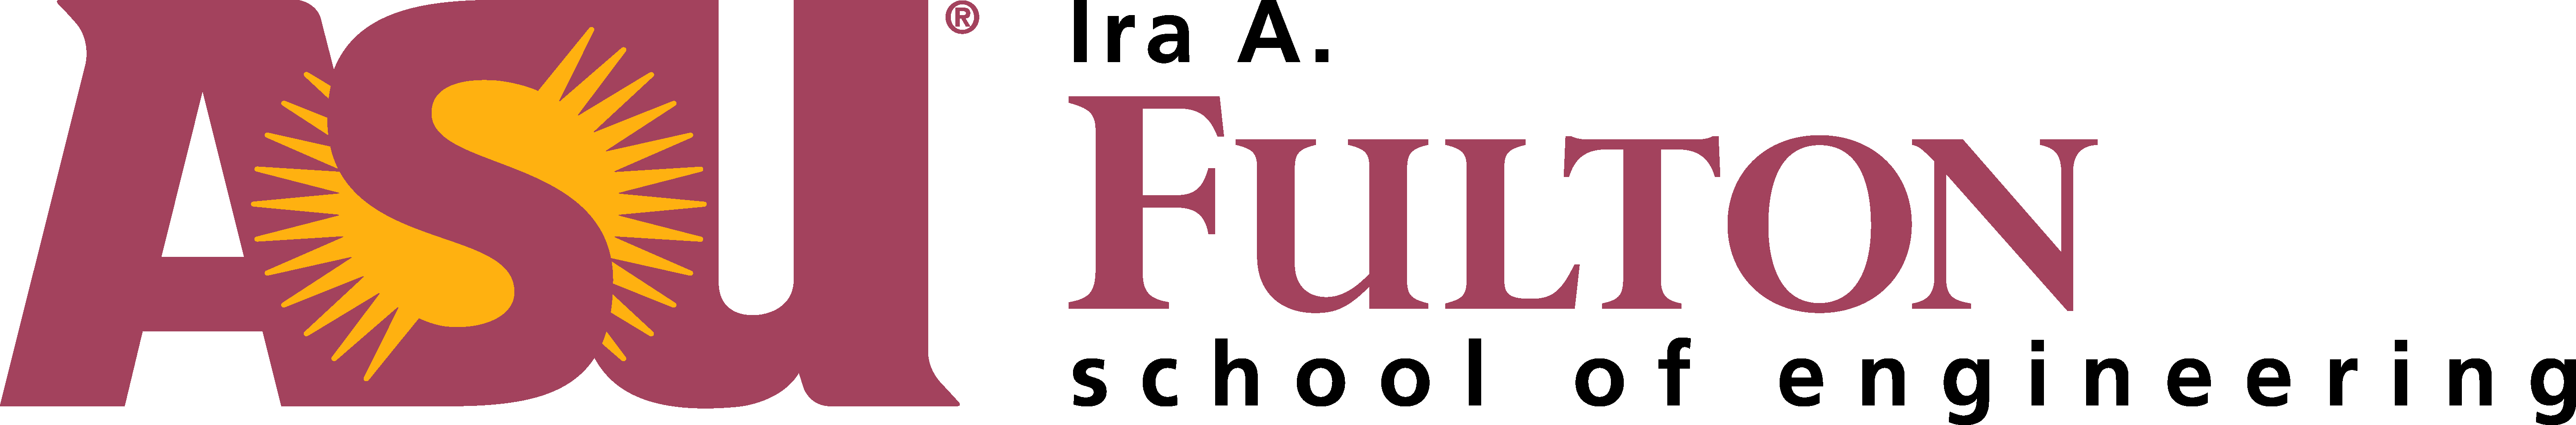 ASU®
Ira A.
FULTON
school of engineering